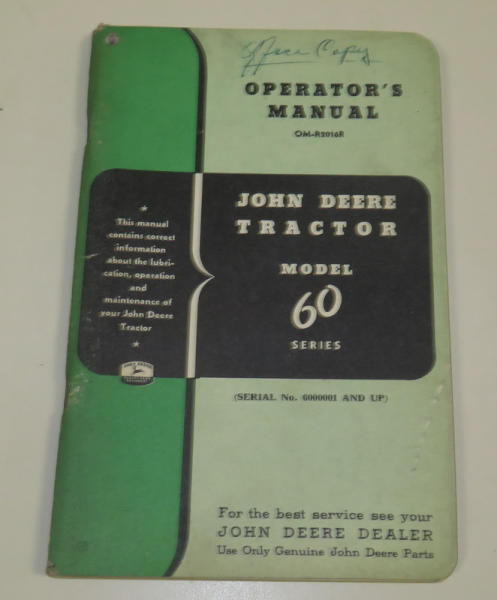 Office Copy
OPERATOR'S
MANUAL
OM-R2016R
JOHN DEERE
TRACTOR
MODEL
60
SERIES
This manual
contains correct
information
about the lubri-
cation, operation
and
maintenance of
your John Deere
Tractor
JOHN DEERE
(SERIAL No. 6000001 AND UP)
For the best service see your
JOHN DEERE DEALER
Use Only Genuine John Deere Parts